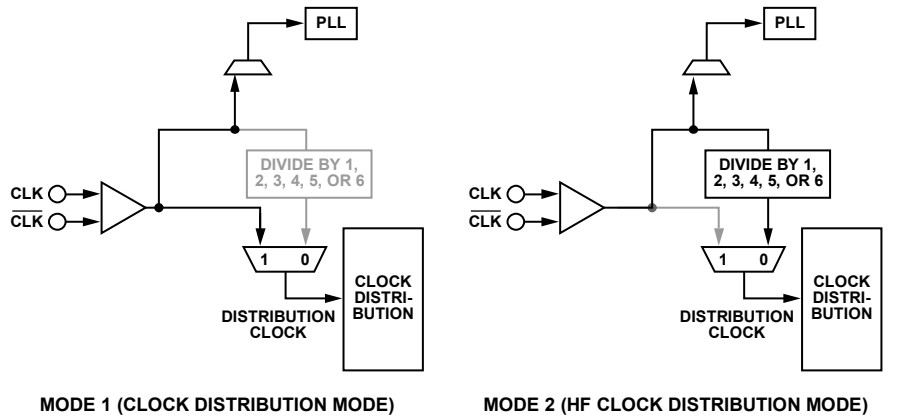 PLL
DIVIDE BY 1,
2, 3, 4, 5, OR 6
CLK
CLK
1 0
CLOCK
DISTRI-
BUTION
DISTRIBUTION
CLOCK
MODE 1 (CLOCK DISTRIBUTION MODE)
PLL
DIVIDE BY 1,
2, 3, 4, 5, OR 6
CLK
CLK
1 0
CLOCK
DISTRI-
BUTION
DISTRIBUTION
CLOCK
MODE 2 (HF CLOCK DISTRIBUTION MODE)